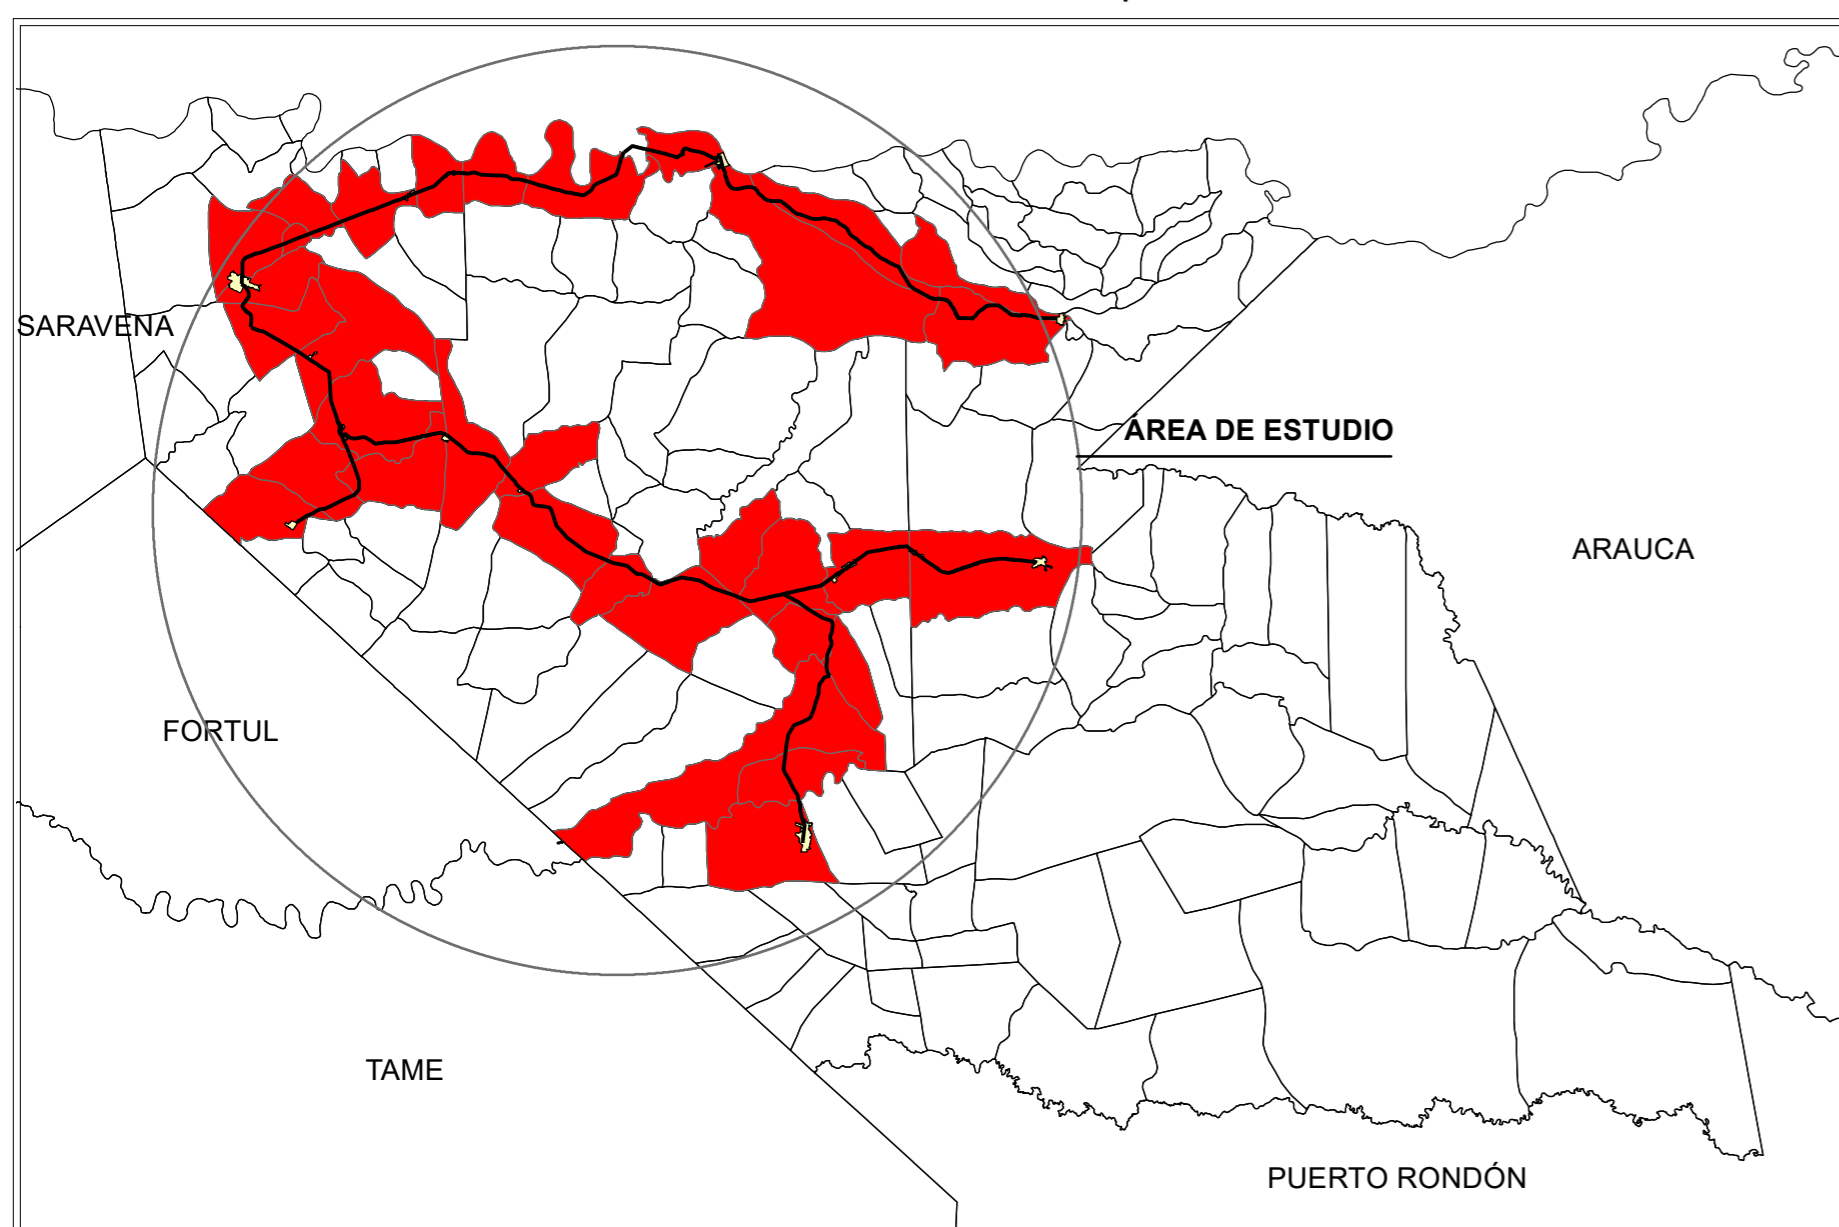 SARAVENA
ÁREA DE ESTUDIO
ARAUCA
FORTUL
TAME
PUERTO RONDÓN